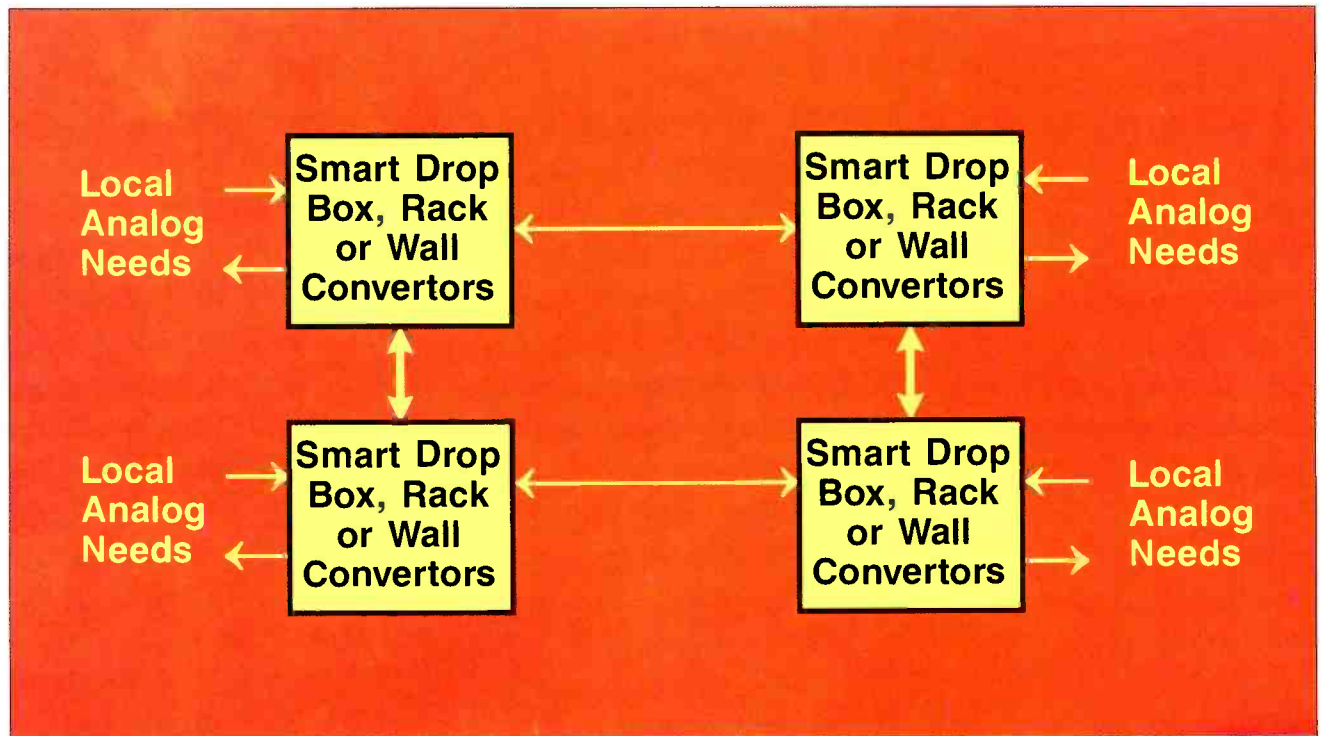 Local
Analog
Needs
Smart Drop
Box, Rack
or Wall
Convertors
Smart Drop
Box, Rack
or Wall
Convertors
Local
Analog
Needs
Local
Analog
Needs
Smart Drop
Box, Rack
or Wall
Convertors
Smart Drop
Box, Rack
or Wall
Convertors
Local
Analog
Needs